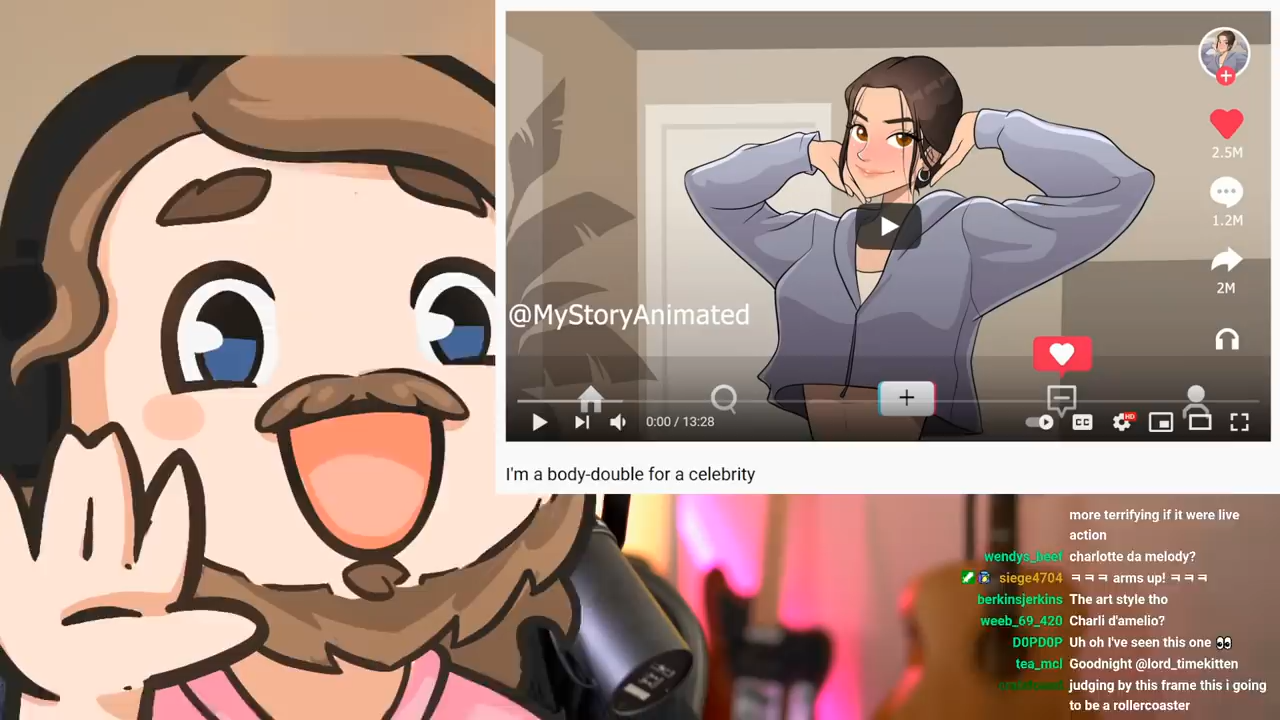 2.5M
1.2M
2M
@MyStoryAnimated
HD
CC
0:00 / 13:28
I'm a body-double for a celebrity
more terrifying if it were live
action
wendys_beef charlotte da melody?
siege4704 ㅋㅋㅋ arms up! ㅋㅋㅋ
berkinsjerkins The art style tho
weeb_69_420 Charli d'amelio?
D0PD0P Uh oh I've seen this one 👀
tea_mcl Goodnight @lord_timekitten
judging by this frame this i going
to be a rollercoaster